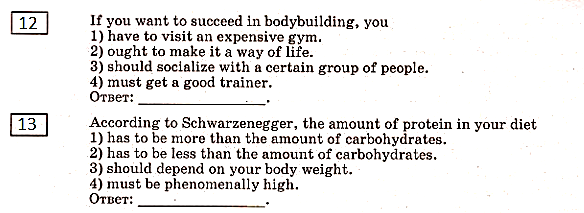 12 If you want to succeed in bodybuilding, you
1) have to visit an expensive gym.
2) ought to make it a way of life.
3) should socialize with a certain group of people.
4) must get a good trainer.
Ответ: ____________.
13 According to Schwarzenegger, the amount of protein in your diet
1) has to be more than the amount of carbohydrates.
2) has to be less than the amount of carbohydrates.
3) should depend on your body weight.
4) must be phenomenally high.
Ответ: ____________.